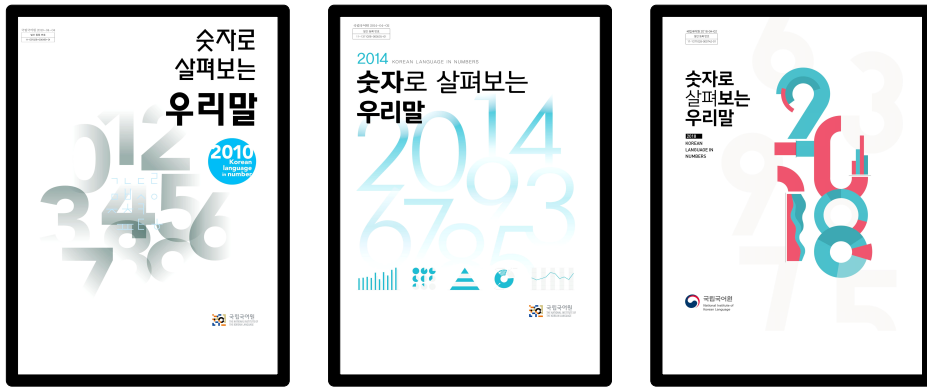 숫자로
살펴보는
우리말
2010
Korean
language
in number
국립국어원
2014 KOREAN LANGUAGE IN NUMBERS
숫자로 살펴보는
우리말
국립국어원
숫자로
살펴보는
우리말
2018
KOREAN
LANGUAGE IN
NUMBERS
국립국어원
National Institute of
Korean Language